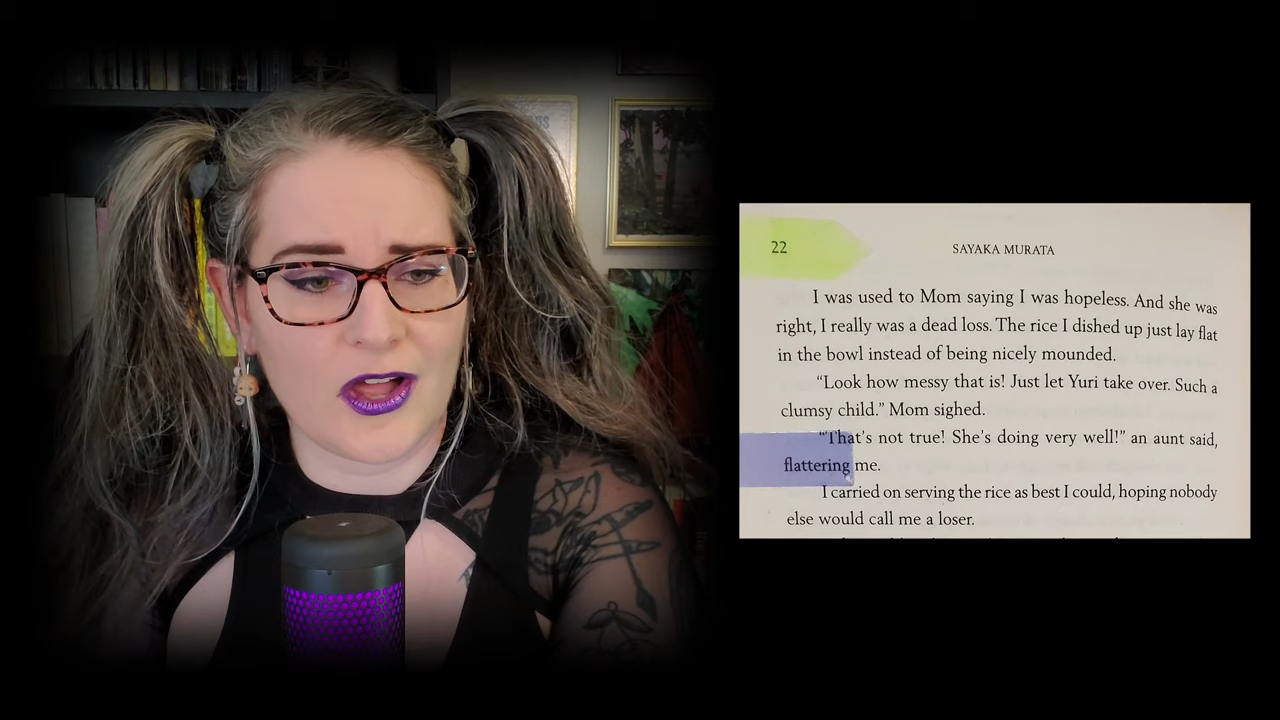 22
SAYAKA MURATA
I was used to Mom saying I was hopeless. And she was
right, I really was a dead loss. The rice I dished up just lay flat
in the bowl instead of being nicely mounded.
“Look how messy that is! Just let Yuri take over. Such a
clumsy child.” Mom sighed.
“That’s not true! She’s doing very well!” an aunt said,
flattering me.
I carried on serving the rice as best I could, hoping nobody
else would call me a loser.